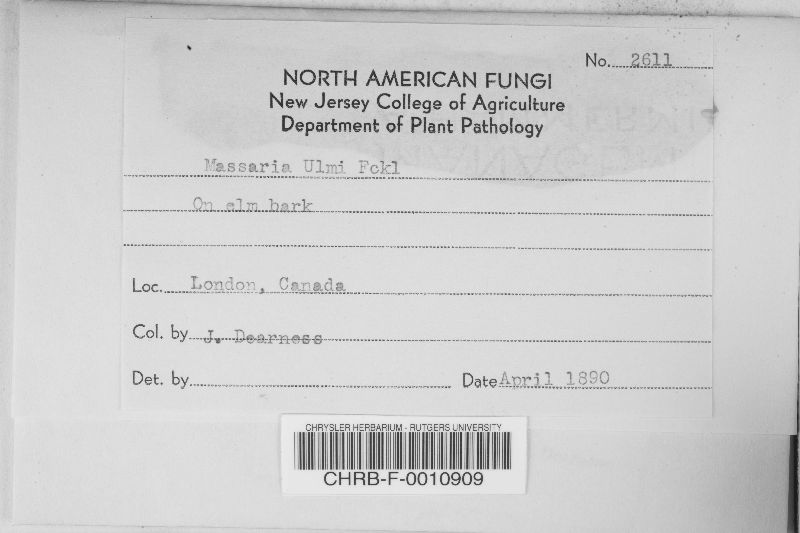 No. 2611
NORTH AMERICAN FUNGI
New Jersey College of Agriculture
Department of Plant Pathology
Massaria Ulmi Fckl
On elm bark
Loc. London, Canada
Col. by J. Dearness
Det. by
Date April 1890
CHRYSLER HERBARIUM - RUTGERS UNIVERSITY
CHRB-F-0010909